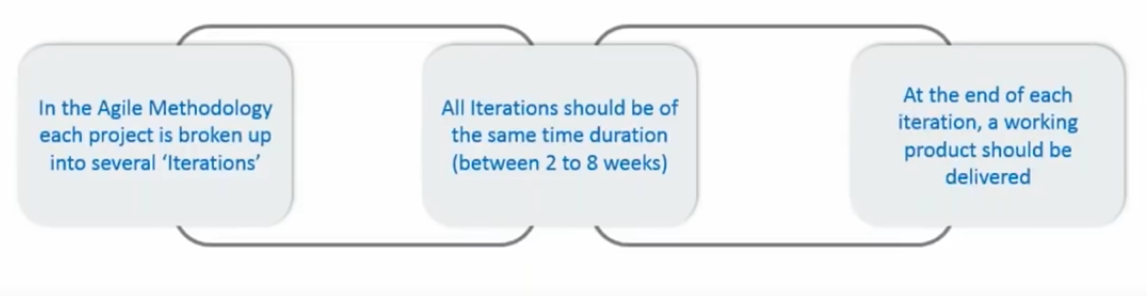 In the Agile Methodology
each project is broken up
into several ‘Iterations’
All Iterations should be of
the same time duration
(between 2 to 8 weeks)
At the end of each
iteration, a working
product should be
delivered